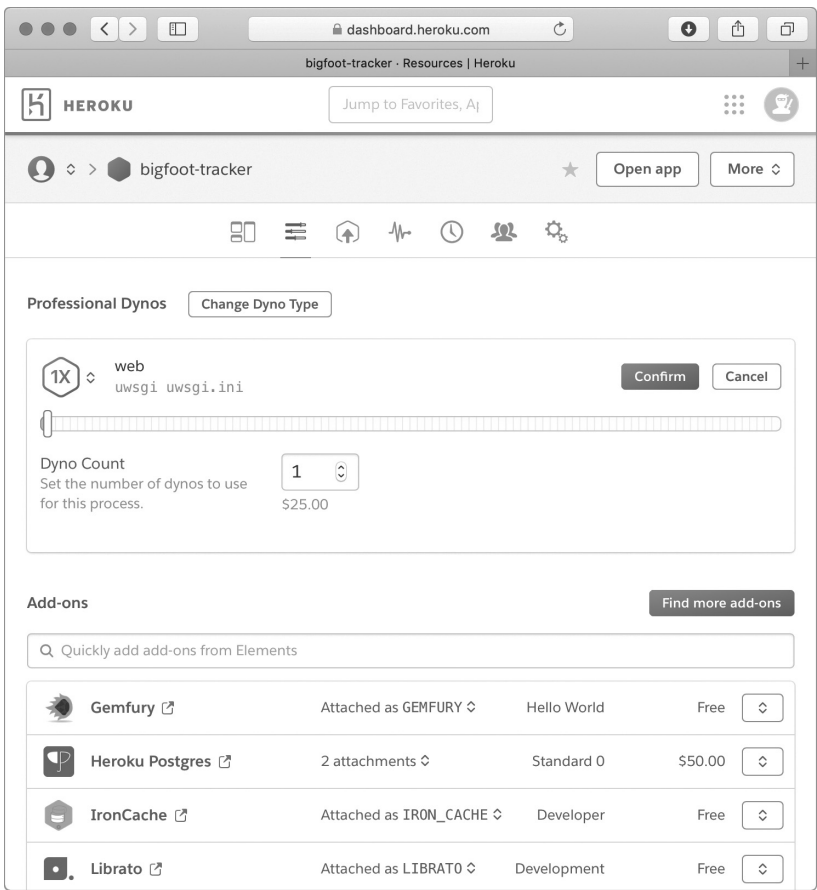 dashboard.heroku.com
bigfoot-tracker · Resources | Heroku
HEROKU
Jump to Favorites, Ap
bigfoot-tracker
Open app
More
Professional Dynos
Change Dyno Type
1X
web
uwsgi uwsgi.ini
Confirm
Cancel
Dyno Count
Set the number of dynos to use
for this process.
1
$25.00
Add-ons
Find more add-ons
Quickly add add-ons from Elements
Gemfury Attached as GEMFURY Hello World Free
Heroku Postgres 2 attachments Standard 0 $50.00
IronCache Attached as IRON_CACHE Developer Free
Librato Attached as LIBRATO Development Free